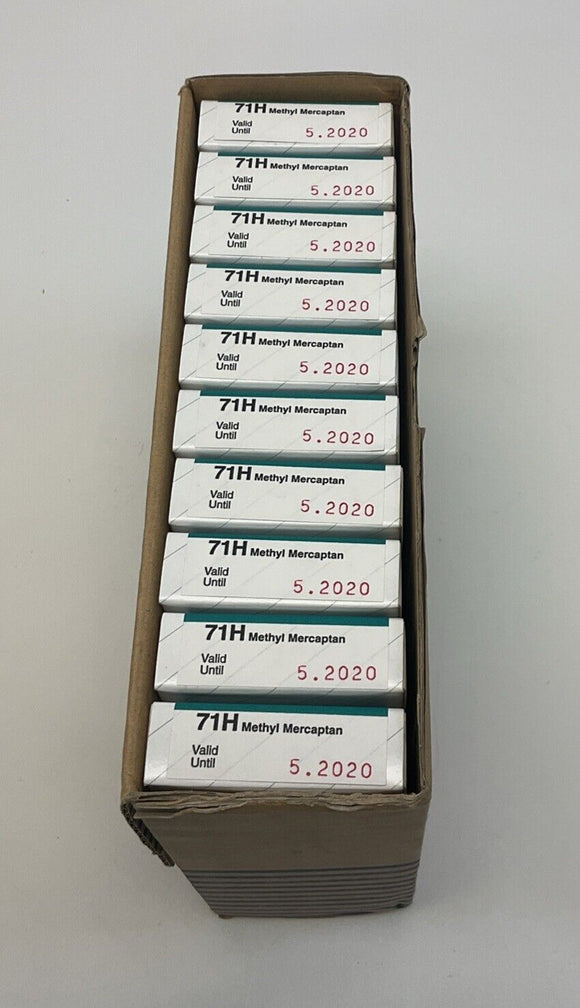 71H Methyl Mercaptan
Valid
Until
5.2020
71H Methyl Mercaptan
Valid
Until
5.2020
71H Methyl Mercaptan
Valid
Until
5.2020
71H Methyl Mercaptan
Valid
Until
5.2020
71H Methyl Mercaptan
Valid
Until
5.2020
71H Methyl Mercaptan
Valid
Until
5.2020
71H Methyl Mercaptan
Valid
Until
5.2020
71H Methyl Mercaptan
Valid
Until
5.2020
71H Methyl Mercaptan
Valid
Until
5.2020
71H Methyl Mercaptan
Valid
Until
5.2020